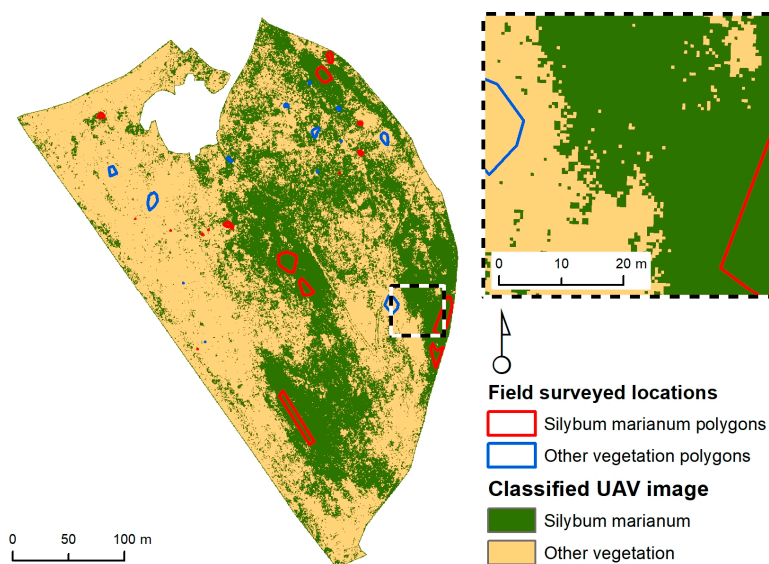 0 10 20 m
Field surveyed locations
Silybum marianum polygons
Other vegetation polygons
Classified UAV image
Silybum marianum
Other vegetation
0 50 100 m